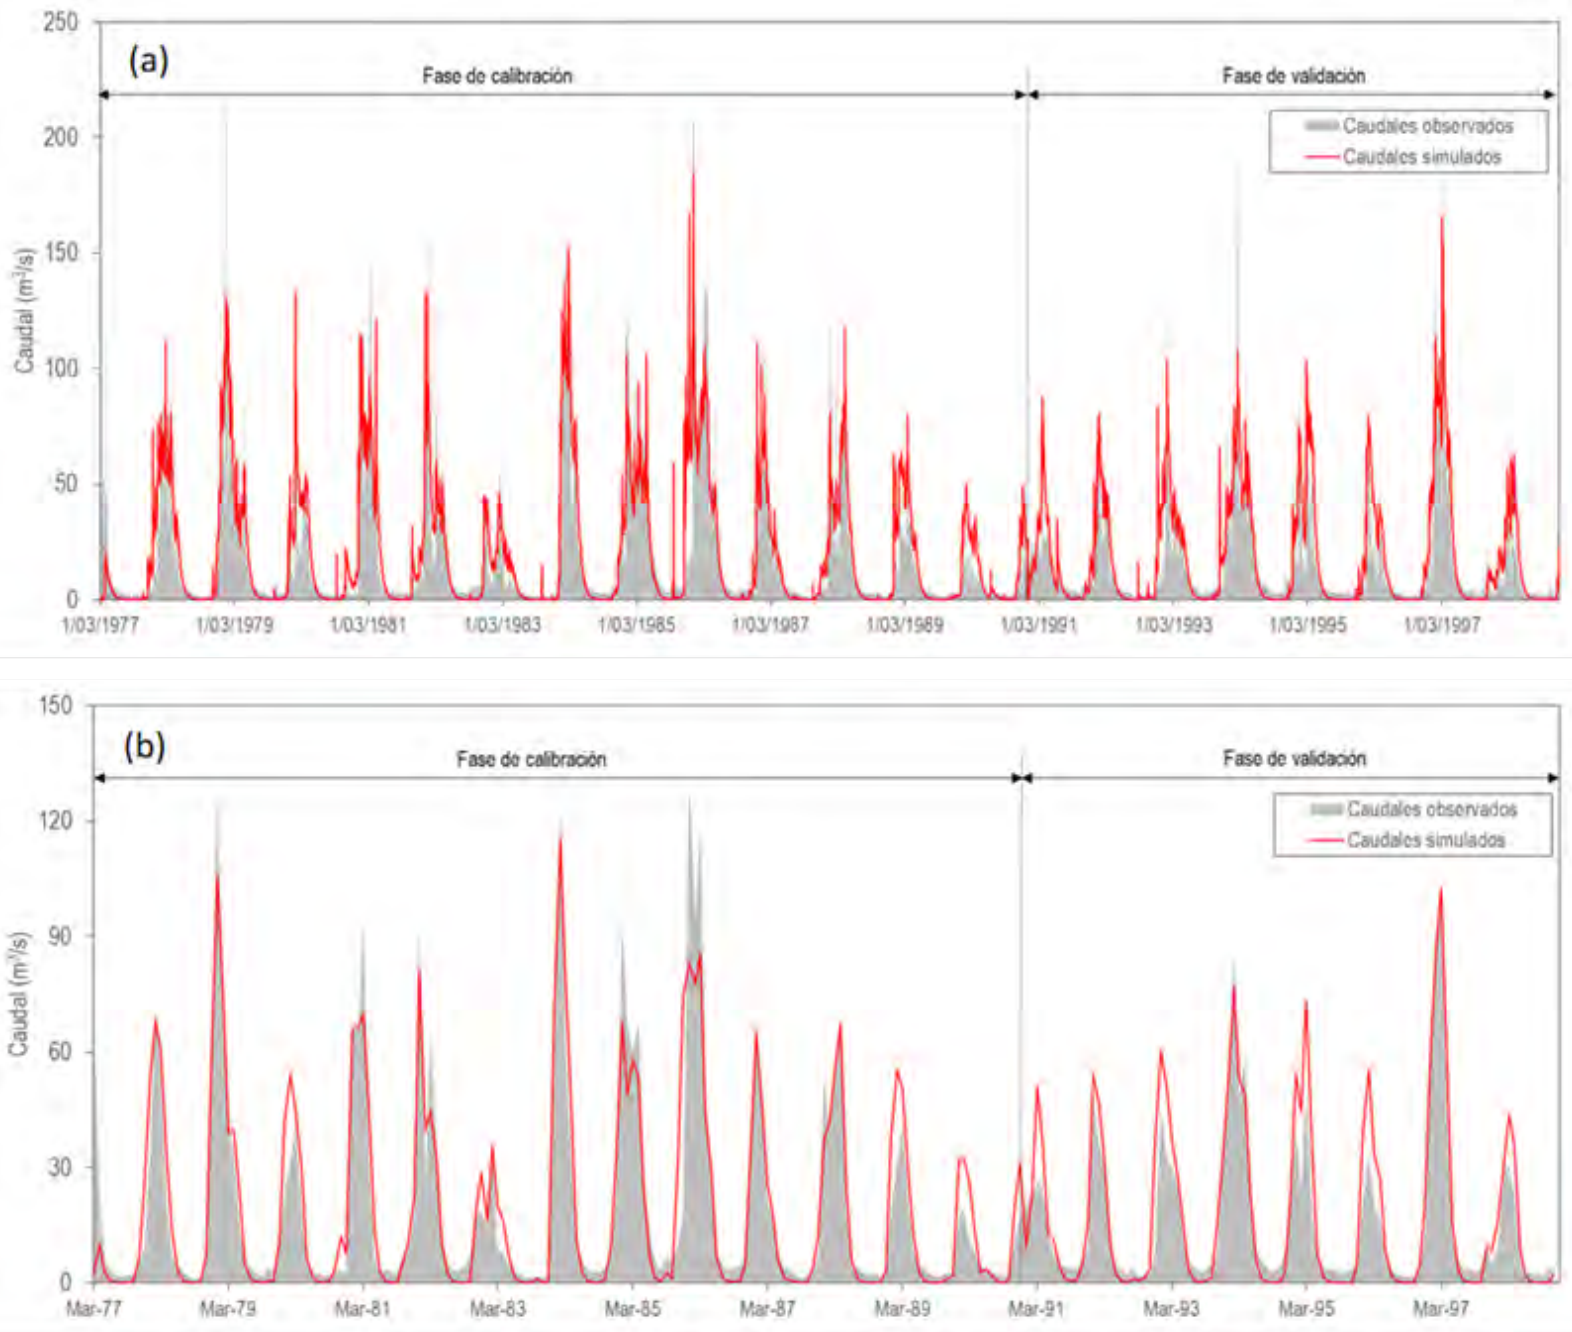 250
(a)
Fase de calibración
Fase de validación
200
Caudales observados
Caudales simulados
150
Caudal (m³/s)
100
50
0
1/03/1977
1/03/1979
1/03/1981
1/03/1983
1/03/1985
1/03/1987
1/03/1989
1/03/1991
1/03/1993
1/03/1995
1/03/1997
150
(b)
Fase de calibración
Fase de validación
120
Caudales observados
Caudales simulados
90
Caudal (m³/s)
60
30
0
Mar-77
Mar-79
Mar-81
Mar-83
Mar-85
Mar-87
Mar-89
Mar-91
Mar-93
Mar-95
Mar-97